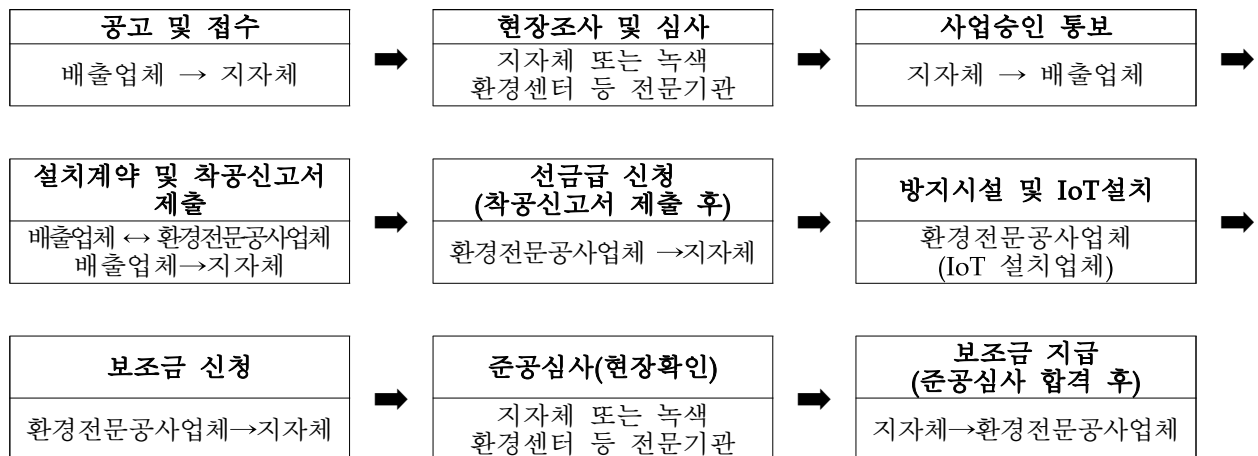 공고 및 접수
배출업체 → 지자체
현장조사 및 심사
지자체 또는 녹색
환경센터 등 전문기관
사업승인 통보
지자체 → 배출업체
설치계약 및 착공신고서
제출
배출업체 ↔ 환경전문공사업체
배출업체→지자체
선금급 신청
(착공신고서 제출 후)
환경전문공사업체 →지자체
방지시설 및 IoT설치
환경전문공사업체
(IoT 설치업체)
보조금 신청
환경전문공사업체→지자체
준공심사(현장확인)
지자체 또는 녹색
환경센터 등 전문기관
보조금 지급
(준공심사 합격 후)
지자체→환경전문공사업체